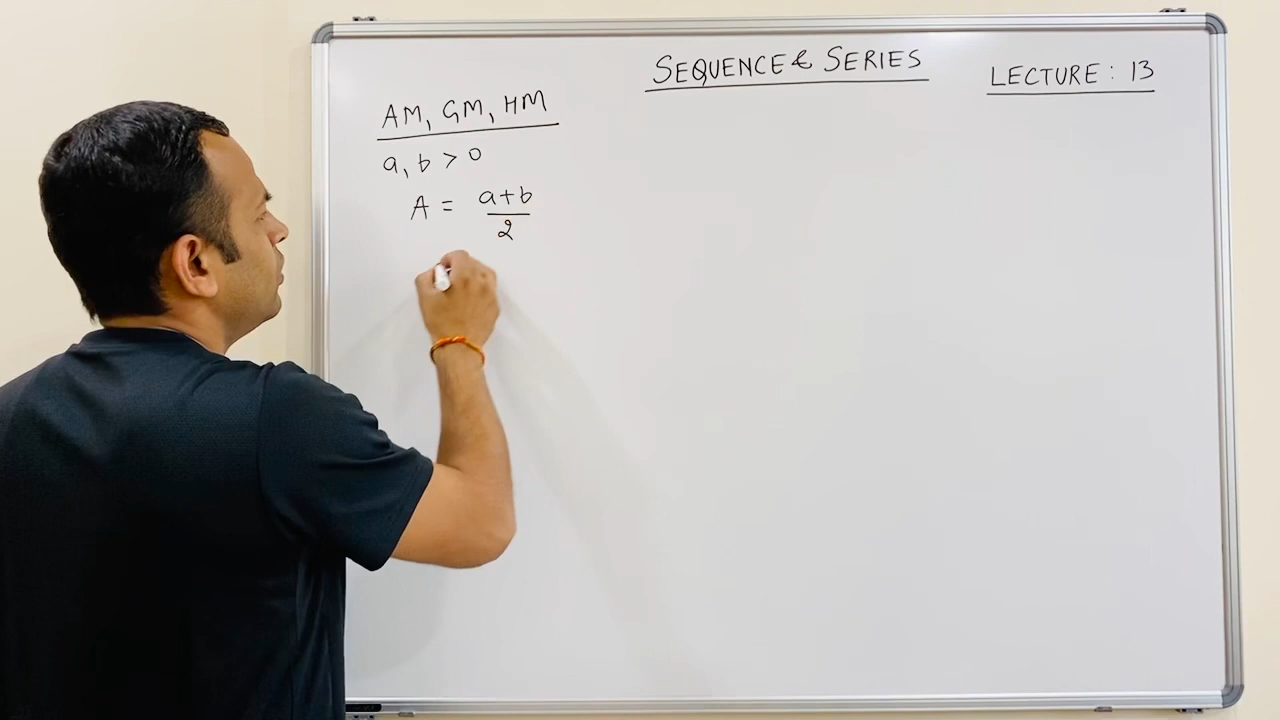 SEQUENCE & SERIES
LECTURE : 13
AM, GM, HM
a, b > 0
A = a+b
2